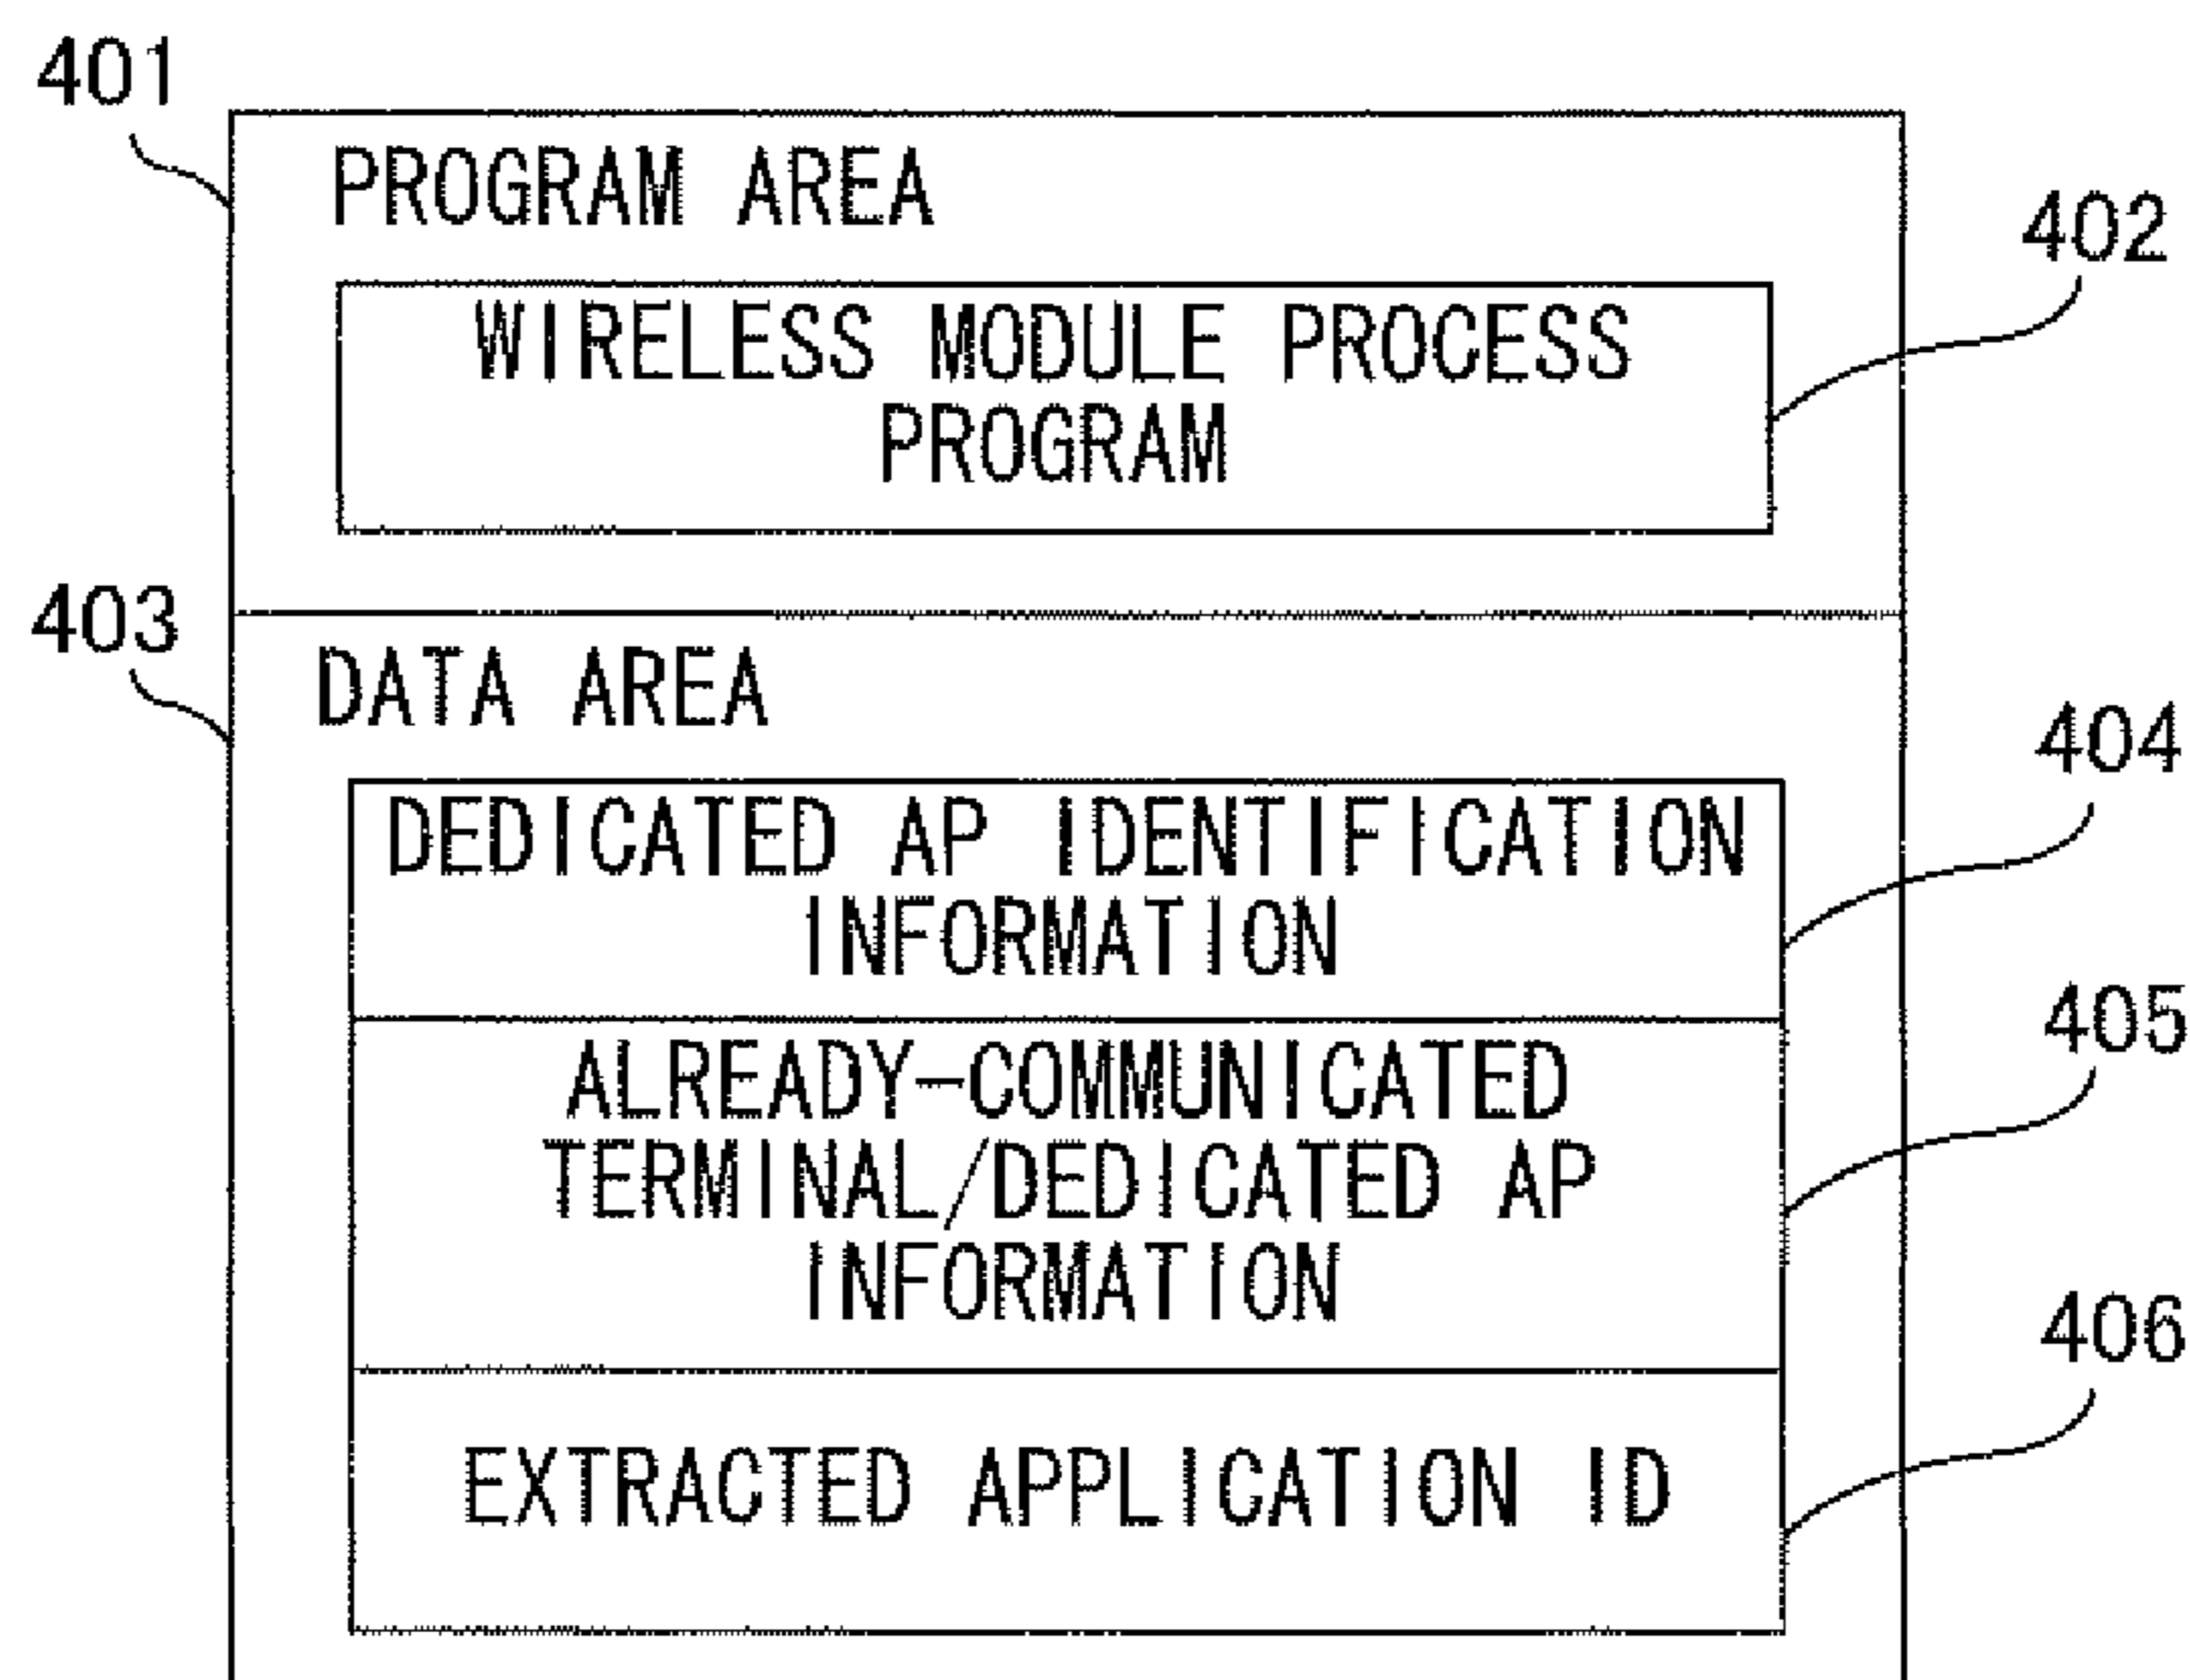 401
PROGRAM AREA
402
WIRELESS MODULE PROCESS
PROGRAM
403
DATA AREA
404
DEDICATED AP IDENTIFICATION
INFORMATION
405
ALREADY-COMMUNICATED
TERMINAL/DEDICATED AP
INFORMATION
406
EXTRACTED APPLICATION ID